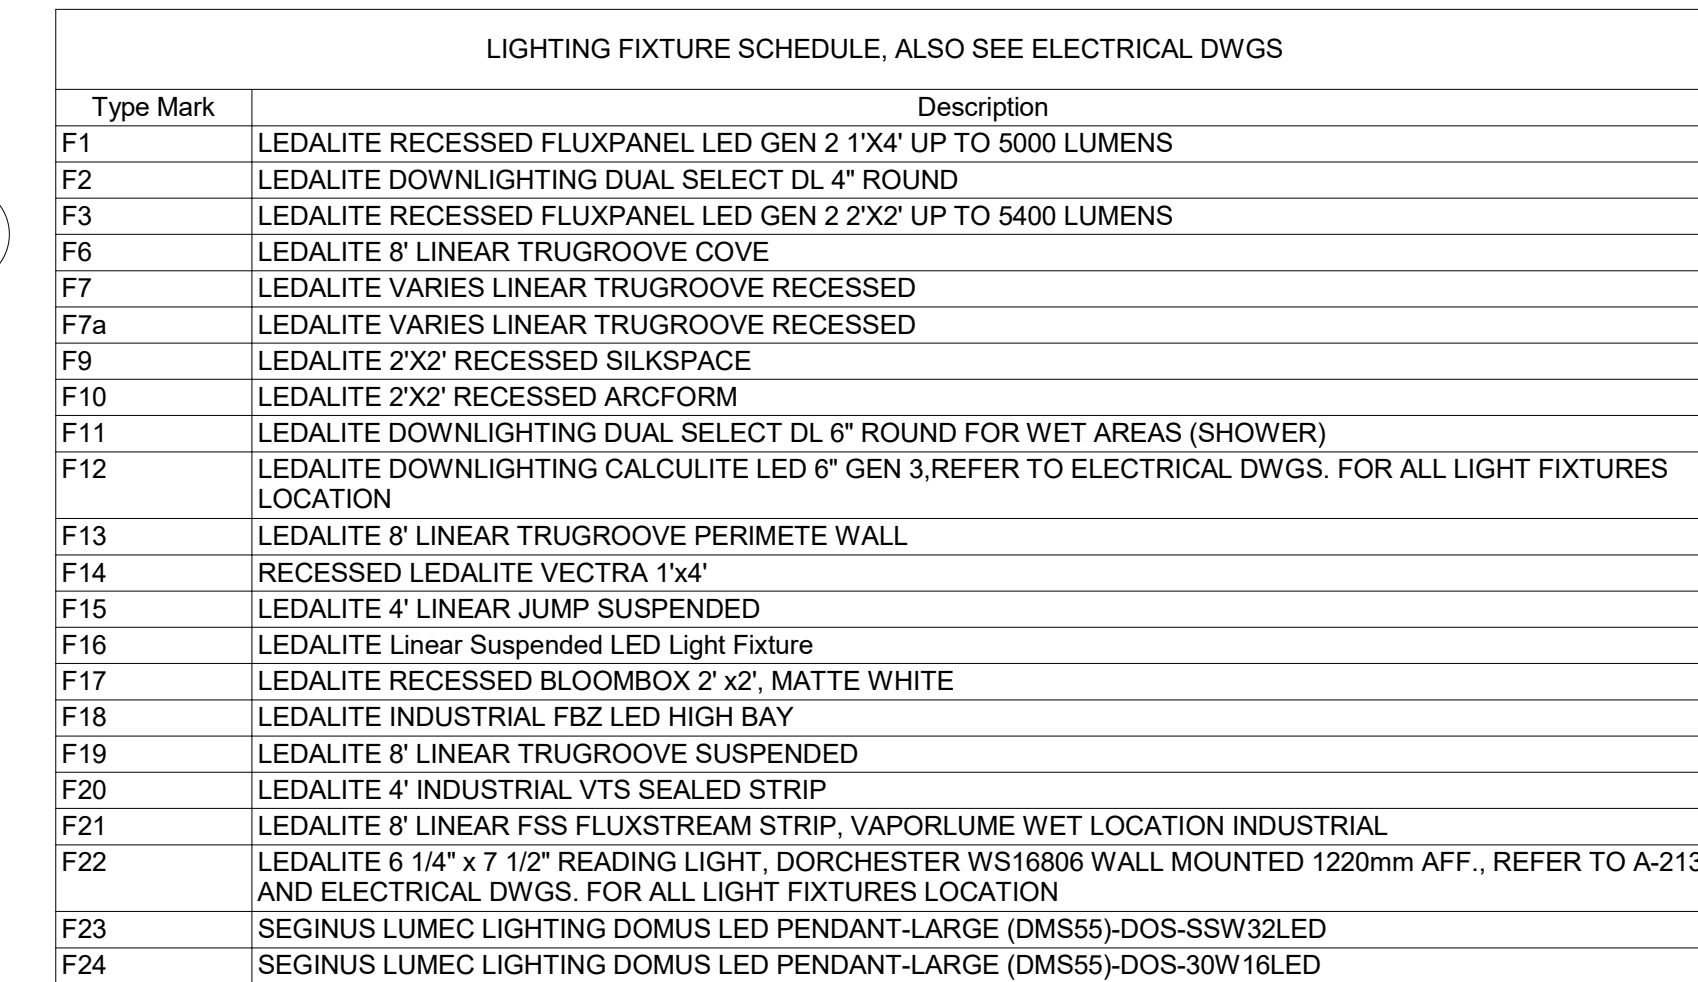 LIGHTING FIXTURE SCHEDULE, ALSO SEE ELECTRICAL DWGS
Type Mark Description
F1 LEDALITE RECESSED FLUXPANEL LED GEN 2 1'X4' UP TO 5000 LUMENS
F2 LEDALITE DOWNLIGHTING DUAL SELECT DL 4" ROUND
F3 LEDALITE RECESSED FLUXPANEL LED GEN 2 2'X2' UP TO 5400 LUMENS
F6 LEDALITE 8' LINEAR TRUGROOVE COVE
F7 LEDALITE VARIES LINEAR TRUGROOVE RECESSED
F7a LEDALITE VARIES LINEAR TRUGROOVE RECESSED
F9 LEDALITE 2'X2' RECESSED SILKSPACE
F10 LEDALITE 2'X2' RECESSED ARCFORM
F11 LEDALITE DOWNLIGHTING DUAL SELECT DL 6" ROUND FOR WET AREAS (SHOWER)
F12 LEDALITE DOWNLIGHTING CALCULITE LED 6" GEN 3,REFER TO ELECTRICAL DWGS. FOR ALL LIGHT FIXTURES
LOCATION
F13 LEDALITE 8' LINEAR TRUGROOVE PERIMETE WALL
F14 RECESSED LEDALITE VECTRA 1'x4'
F15 LEDALITE 4' LINEAR JUMP SUSPENDED
F16 LEDALITE Linear Suspended LED Light Fixture
F17 LEDALITE RECESSED BLOOMBOX 2' x2', MATTE WHITE
F18 LEDALITE INDUSTRIAL FBZ LED HIGH BAY
F19 LEDALITE 8' LINEAR TRUGROOVE SUSPENDED
F20 LEDALITE 4' INDUSTRIAL VTS SEALED STRIP
F21 LEDALITE 8' LINEAR FSS FLUXSTREAM STRIP, VAPORLUME WET LOCATION INDUSTRIAL
F22 LEDALITE 6 1/4" x 7 1/2" READING LIGHT, DORCHESTER WS16806 WALL MOUNTED 1220mm AFF., REFER TO A-213
AND ELECTRICAL DWGS. FOR ALL LIGHT FIXTURES LOCATION
F23 SEGINUS LUMEC LIGHTING DOMUS LED PENDANT-LARGE (DMS55)-DOS-SSW32LED
F24 SEGINUS LUMEC LIGHTING DOMUS LED PENDANT-LARGE (DMS55)-DOS-30W16LED